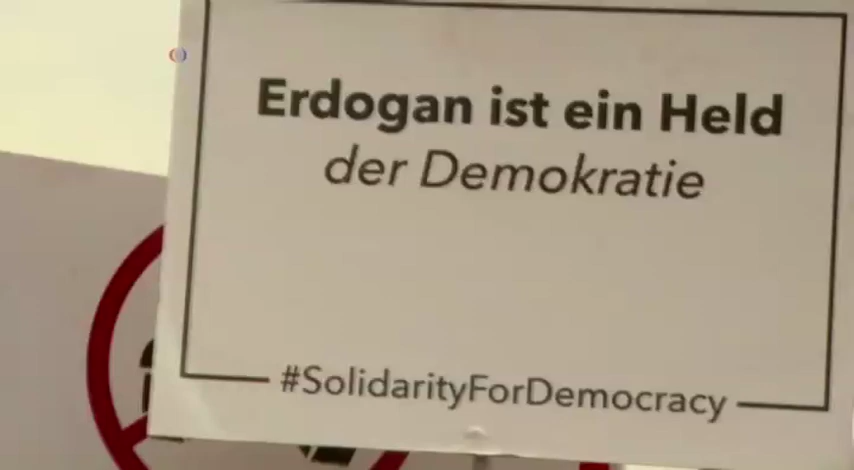 Erdogan ist ein Held
der Demokratie
#SolidarityForDemocracy